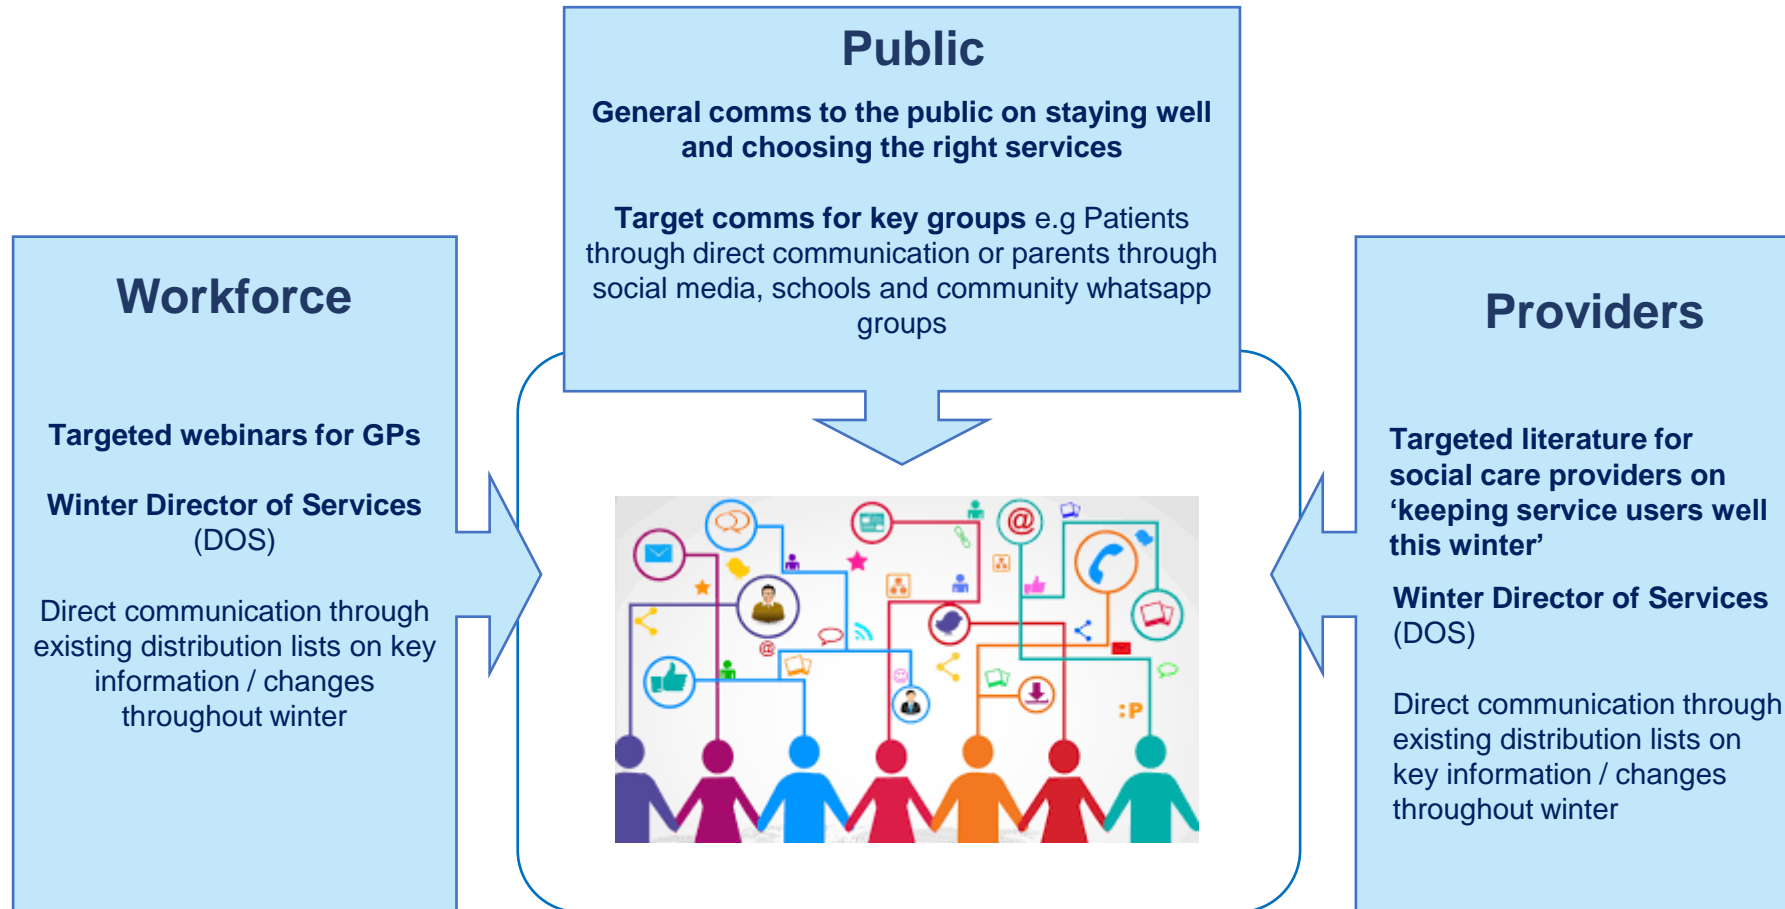 Public
General comms to the public on staying well
and choosing the right services
Target comms for key groups e.g Patients
through direct communication or parents through
social media, schools and community whatsapp
groups
Workforce
Targeted webinars for GPs
Winter Director of Services
(DOS)
Direct communication through
existing distribution lists on key
information / changes
throughout winter
Providers
Targeted literature for
social care providers on
‘keeping service users well
this winter’
Winter Director of Services
(DOS)
Direct communication through
existing distribution lists on
key information / changes
throughout winter
@
@
:P